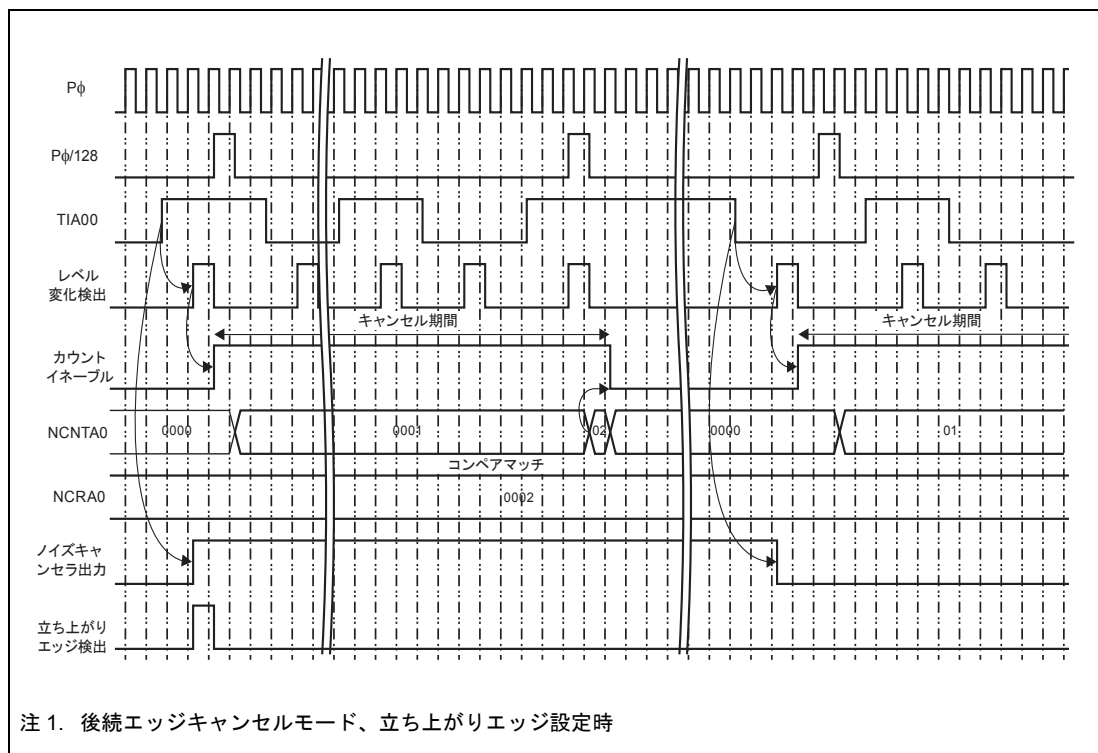 Pφ
Pφ/128
TIA00
レベル
変化検出
キャンセル期間
キャンセル期間
カウント
イネーブル
NCNTA0
0000
0001
02
0000
01
コンペアマッチ
NCRA0
0002
ノイズキャ
ンセラ出力
立ち上がり
エッジ検出
注 1. 後続エッジキャンセルモード、立ち上がりエッジ設定時